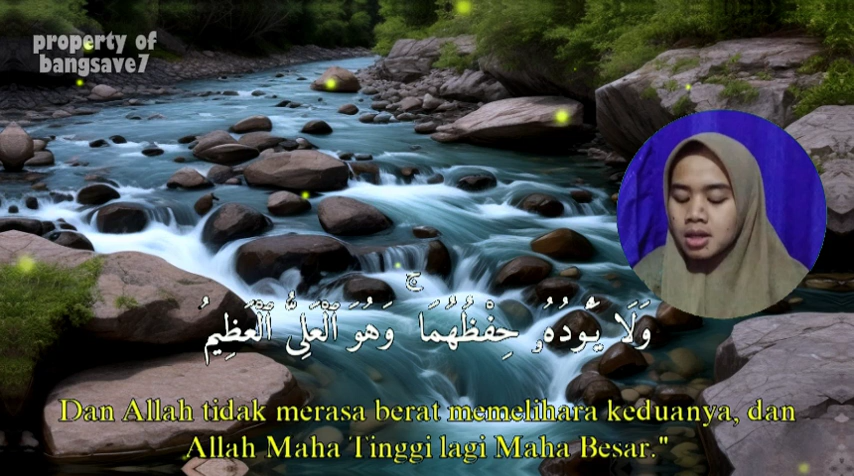 property of
bangsave7
ج
وَلَا يَـُٔودُهُۥ حِفْظُهُمَا ۚ وَهُوَ ٱلْعَلِىُّ ٱلْعَظِيمُ
Dan Allah tidak merasa berat memelihara keduanya, dan
Allah Maha Tinggi lagi Maha Besar."